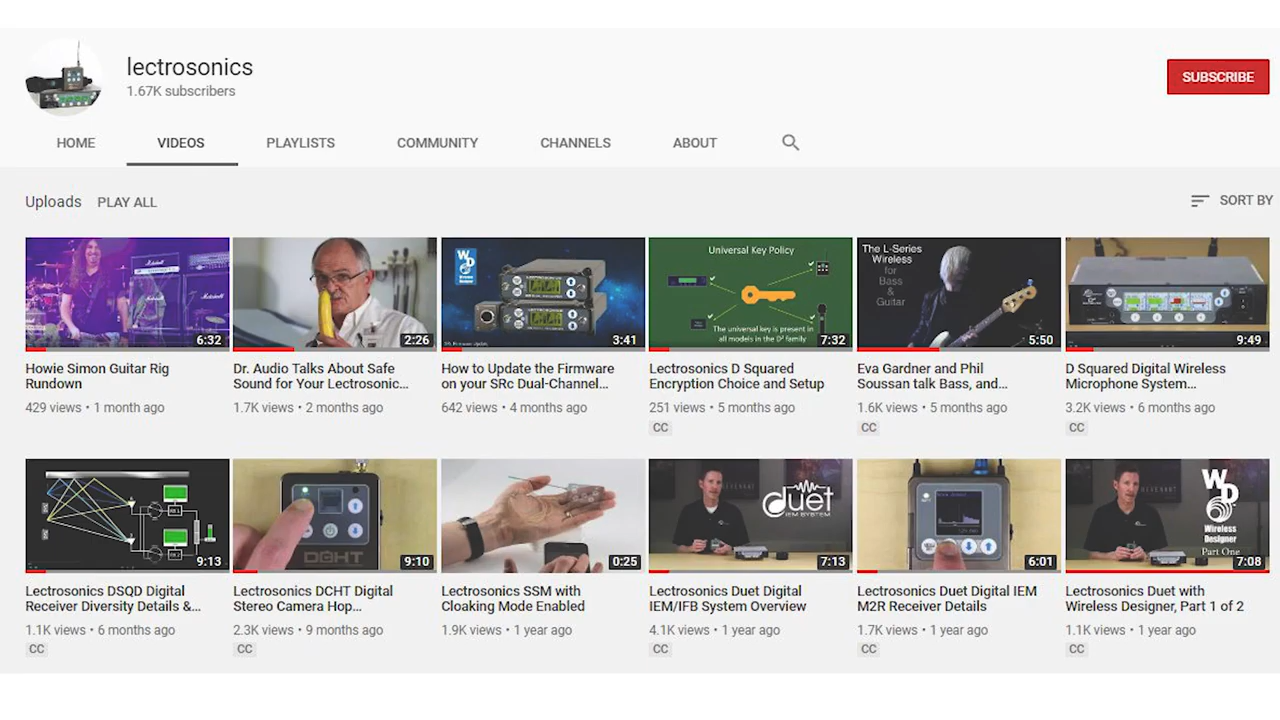 lectrosonics
1.67K subscribers
SUBSCRIBE
HOME VIDEOS PLAYLISTS COMMUNITY CHANNELS ABOUT
Uploads PLAY ALL SORT BY
Marshall
Marshall
6:32
2:26
WD
3:41
Universal Key Policy
The universal key is present in
all models in the D² family
7:32
The L-Series
Wireless
for
Bass
&
Guitar
5:50
9:49
Howie Simon Guitar Rig
Rundown
429 views • 1 month ago
Dr. Audio Talks About Safe
Sound for Your Lectrosonic...
1.7K views • 2 months ago
How to Update the Firmware
on your SRc Dual-Channel...
642 views • 4 months ago
Lectrosonics D Squared
Encryption Choice and Setup
251 views • 5 months ago
CC
Eva Gardner and Phil
Soussan talk Bass, and...
1.6K views • 5 months ago
CC
D Squared Digital Wireless
Microphone System...
3.2K views • 6 months ago
CC
9:13
DCHT
9:10
0:25
duet
IEM SYSTEM
7:13
6:01
WD
Wireless
Designer
Part One
7:08
Lectrosonics DSQD Digital
Receiver Diversity Details &...
1.1K views • 6 months ago
CC
Lectrosonics DCHT Digital
Stereo Camera Hop...
2.3K views • 9 months ago
CC
Lectrosonics SSM with
Cloaking Mode Enabled
1.9K views • 1 year ago
Lectrosonics Duet Digital
IEM/IFB System Overview
4.1K views • 1 year ago
CC
Lectrosonics Duet Digital IEM
M2R Receiver Details
1.7K views • 1 year ago
CC
Lectrosonics Duet with
Wireless Designer, Part 1 of 2
1.1K views • 1 year ago
CC